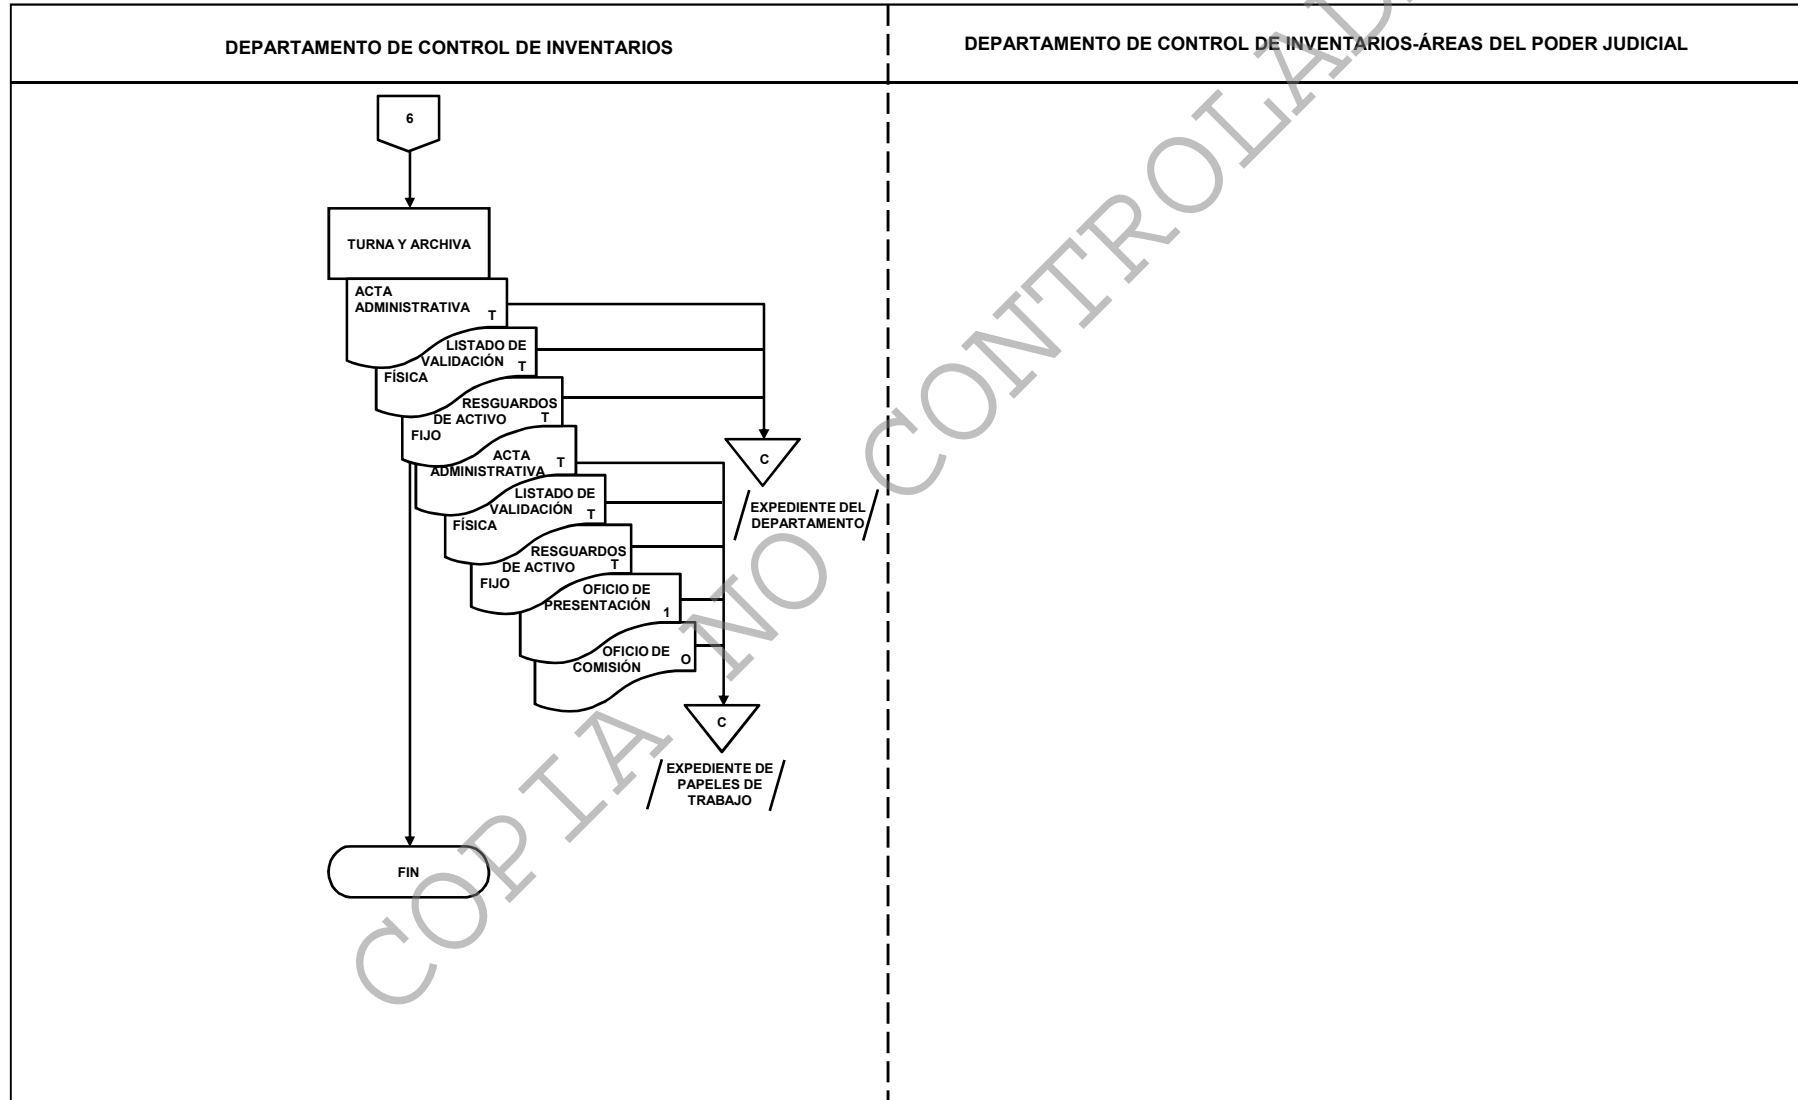 DEPARTAMENTO DE CONTROL DE INVENTARIOS
DEPARTAMENTO DE CONTROL DE INVENTARIOS-ÁREAS DEL PODER JUDICIAL
6
TURNA Y ARCHIVA
ACTA
ADMINISTRATIVA
T
LISTADO DE
VALIDACIÓN
T
FÍSICA
RESGUARDOS
DE ACTIVO
T
FIJO
ACTA
ADMINISTRATIVA
T
LISTADO DE
VALIDACIÓN
T
FÍSICA
RESGUARDOS
DE ACTIVO
T
FIJO
OFICIO DE
PRESENTACIÓN
1
OFICIO DE
COMISIÓN
O
C
EXPEDIENTE DEL
DEPARTAMENTO
C
EXPEDIENTE DE
PAPELES DE
TRABAJO
FIN
COPIA NO CONTROLAD